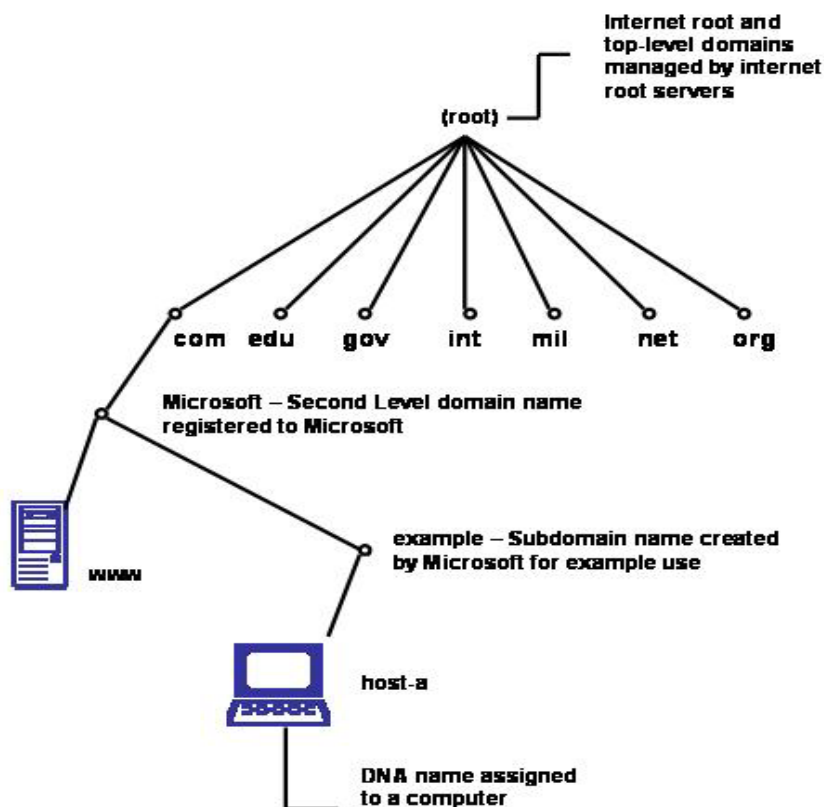 Internet root and
top-level domains
managed by internet
root servers
(root)
com edu gov int mil net org
Microsoft – Second Level domain name
registered to Microsoft
www
example – Subdomain name created
by Microsoft for example use
host-a
DNA name assigned
to a computer